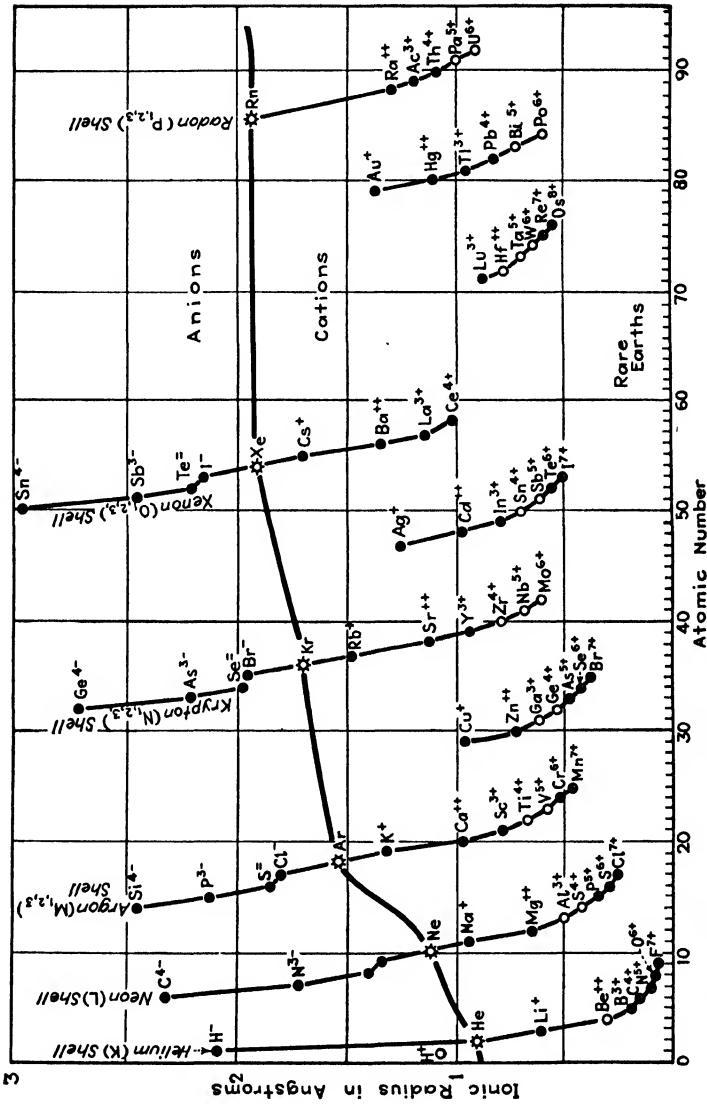 3
2
1
Ionic Radius in Angstroms
0
10
20
30
40
50
60
70
80
90
Atomic Number
Anions
Cations
Rare Earths
Helium (K) Shell
H⁻
H⁺
He
Li⁺
Be⁺⁺
B³⁺
C⁴⁺
N⁵⁺
O⁶⁺
F⁷⁺
Neon (L) Shell
C⁴⁻
N³⁻
Ne
Na⁺
Mg⁺⁺
Al³⁺
S⁴⁺
P⁵⁺
S⁶⁺
Cl⁷⁺
Argon (M₁,₂,₃) Shell
Si⁴⁻
P³⁻
S⁼
Cl⁻
Ar
K⁺
Ca⁺⁺
Sc³⁺
Ti⁴⁺
V⁵⁺
Cr⁶⁺
Mn⁷⁺
Cu⁺
Zn⁺⁺
Ga³⁺
Ge⁴⁺
As⁵⁺
Se⁶⁺
Br⁷⁺
Krypton (N₁,₂,₃) Shell
Ge⁴⁻
As³⁻
Se⁼
Br⁻
Kr
Rb⁺
Sr⁺⁺
Y³⁺
Zr⁴⁺
Nb⁵⁺
Mo⁶⁺
Ag⁺
Cd⁺⁺
In³⁺
Sn⁴⁺
Sb⁵⁺
Te⁶⁺
I⁷⁺
Xenon (O₁,₂,₃) Shell
Sn⁴⁻
Sb³⁻
Te⁼
I⁻
Xe
Cs⁺
Ba⁺⁺
La³⁺
Ce⁴⁺
Lu³⁺
Hf⁺⁺
Ta⁵⁺
W⁶⁺
Re⁷⁺
Os⁸⁺
Au⁺
Hg⁺⁺
Tl³⁺
Pb⁴⁺
Bi⁵⁺
Po⁶⁺
Radon (P₁,₂,₃) Shell
Rn
Ra⁺⁺
Ac³⁺
Th⁴⁺
Pa⁵⁺
U⁶⁺